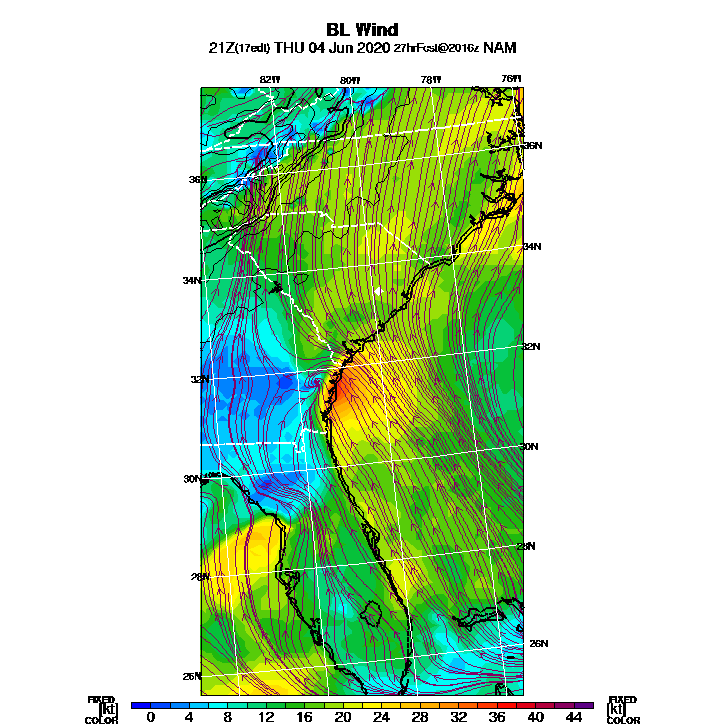 BL Wind
21Z(17edt) THU 04 Jun 2020 27hrFcst@2016z NAM
82W 80W 78W 76W
36N
36N
34N
34N
32N
32N
30N
30N
28N
28N
26N
26N
FIXED [kt] COLOR
0 4 8 12 16 20 24 28 32 36 40 44
FIXED [kt] COLOR